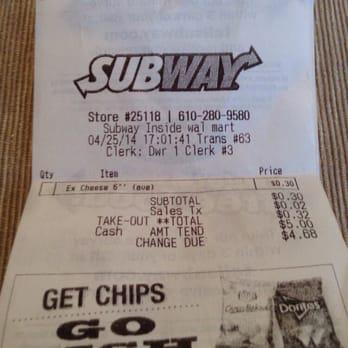 SUBWAY
Store #25118 | 610-280-9580
Subway Inside wal mart
04/25/14 17:01:41 Trans #63
Clerk: Dwr 1 Clerk #3
Qty Item Price
Ex Cheese 6'' (ave) $0.30
SUBTOTAL $0.30
Sales Tx $0.02
TAKE-OUT **TOTAL $0.32
Cash AMT TEND $5.00
CHANGE DUE $4.68
GET CHIPS
GO
Doritos